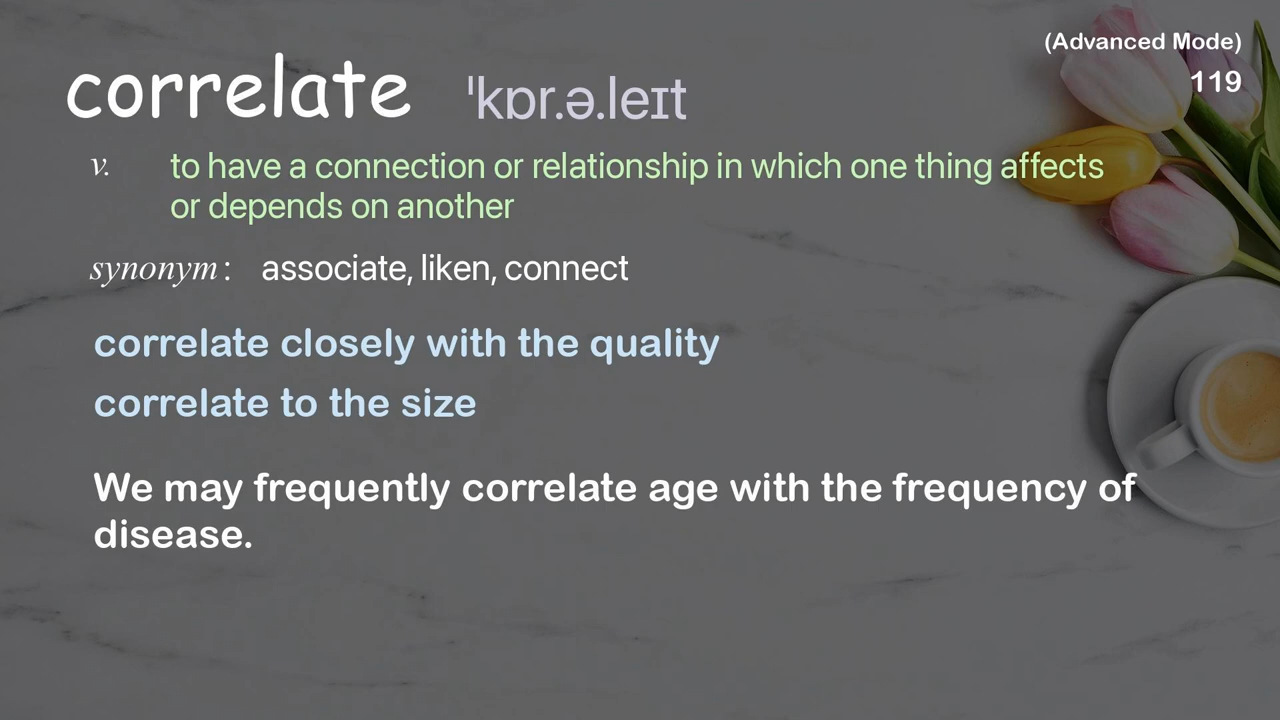 (Advanced Mode)
119
correlate ˈkɒr.ə.leɪt
v. to have a connection or relationship in which one thing affects
or depends on another
synonym : associate, liken, connect
correlate closely with the quality
correlate to the size
We may frequently correlate age with the frequency of
disease.